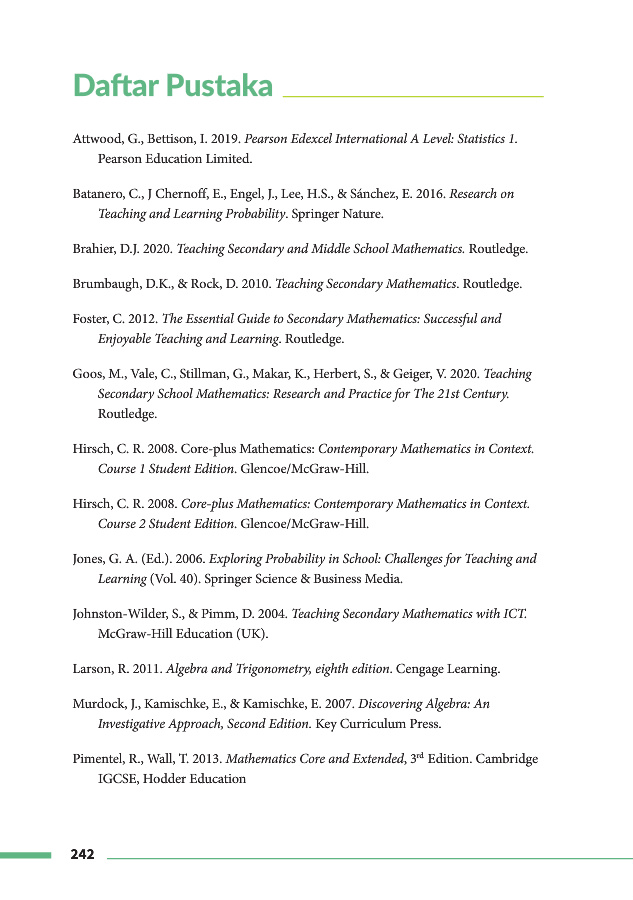 Daftar Pustaka
Attwood, G., Bettison, I. 2019. Pearson Edexcel International A Level: Statistics 1.
Pearson Education Limited.
Batanero, C., J Chernoff, E., Engel, J., Lee, H.S., & Sánchez, E. 2016. Research on
Teaching and Learning Probability. Springer Nature.
Brahier, D.J. 2020. Teaching Secondary and Middle School Mathematics. Routledge.
Brumbaugh, D.K., & Rock, D. 2010. Teaching Secondary Mathematics. Routledge.
Foster, C. 2012. The Essential Guide to Secondary Mathematics: Successful and
Enjoyable Teaching and Learning. Routledge.
Goos, M., Vale, C., Stillman, G., Makar, K., Herbert, S., & Geiger, V. 2020. Teaching
Secondary School Mathematics: Research and Practice for The 21st Century.
Routledge.
Hirsch, C. R. 2008. Core-plus Mathematics: Contemporary Mathematics in Context.
Course 1 Student Edition. Glencoe/McGraw-Hill.
Hirsch, C. R. 2008. Core-plus Mathematics: Contemporary Mathematics in Context.
Course 2 Student Edition. Glencoe/McGraw-Hill.
Jones, G. A. (Ed.). 2006. Exploring Probability in School: Challenges for Teaching and
Learning (Vol. 40). Springer Science & Business Media.
Johnston-Wilder, S., & Pimm, D. 2004. Teaching Secondary Mathematics with ICT.
McGraw-Hill Education (UK).
Larson, R. 2011. Algebra and Trigonometry, eighth edition. Cengage Learning.
Murdock, J., Kamischke, E., & Kamischke, E. 2007. Discovering Algebra: An
Investigative Approach, Second Edition. Key Curriculum Press.
Pimentel, R., Wall, T. 2013. Mathematics Core and Extended, 3rd Edition. Cambridge
IGCSE, Hodder Education
242